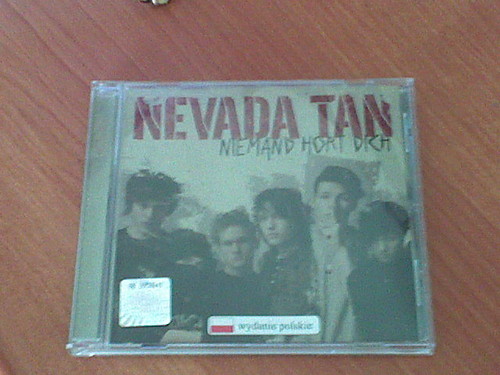 NEVADA TAN
NIEMAND HÖRT DICH
wydanie polskie